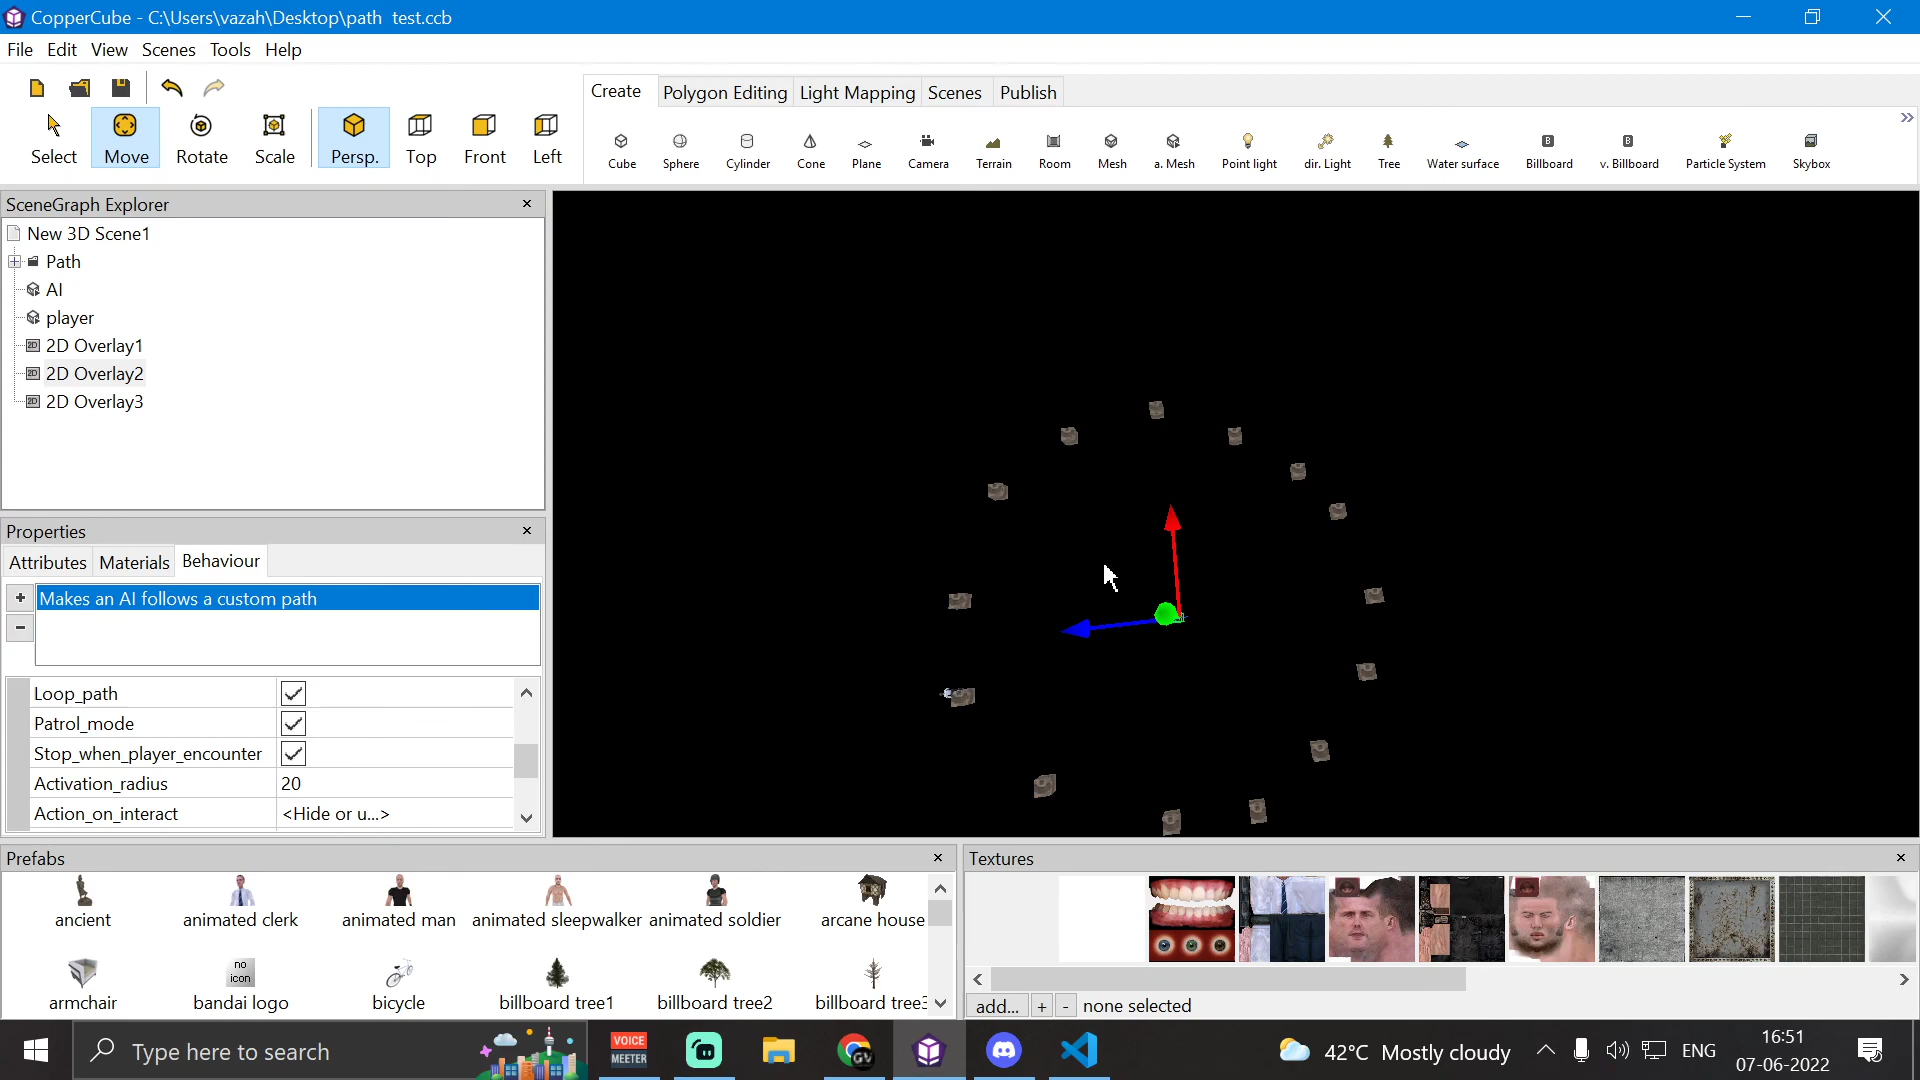 CopperCube - C:\Users\vazah\Desktop\path test.ccb
File Edit View Scenes Tools Help
Select Move Rotate Scale Persp. Top Front Left
Create Polygon Editing Light Mapping Scenes Publish
Cube Sphere Cylinder Cone Plane Camera Terrain Room Mesh a. Mesh Point light dir. Light Tree Water surface Billboard v. Billboard Particle System Skybox
SceneGraph Explorer
New 3D Scene1
Path
AI
player
2D Overlay1
2D Overlay2
2D Overlay3
Properties
Attributes Materials Behaviour
Makes an AI follows a custom path
Loop_path
Patrol_mode
Stop_when_player_encounter
Activation_radius 20
Action_on_interact <Hide or u...>
Prefabs
ancient animated clerk animated man animated sleepwalker animated soldier arcane house
no
icon
armchair bandai logo bicycle billboard tree1 billboard tree2 billboard tree3
Textures
add... + - none selected
Type here to search
VOICE
MEETER
GV
42°C Mostly cloudy
ENG
16:51
07-06-2022